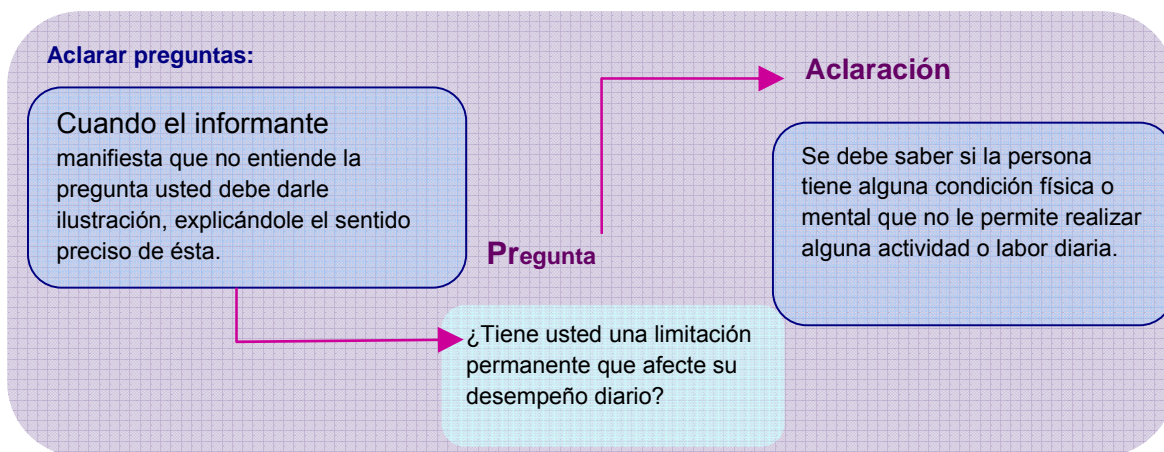 Aclarar preguntas:
Cuando el informante
manifiesta que no entiende la
pregunta usted debe darle
ilustración, explicándole el sentido
preciso de ésta.
Pregunta
¿Tiene usted una limitación
permanente que afecte su
desempeño diario?
Aclaración
Se debe saber si la persona
tiene alguna condición física o
mental que no le permite realizar
alguna actividad o labor diaria.